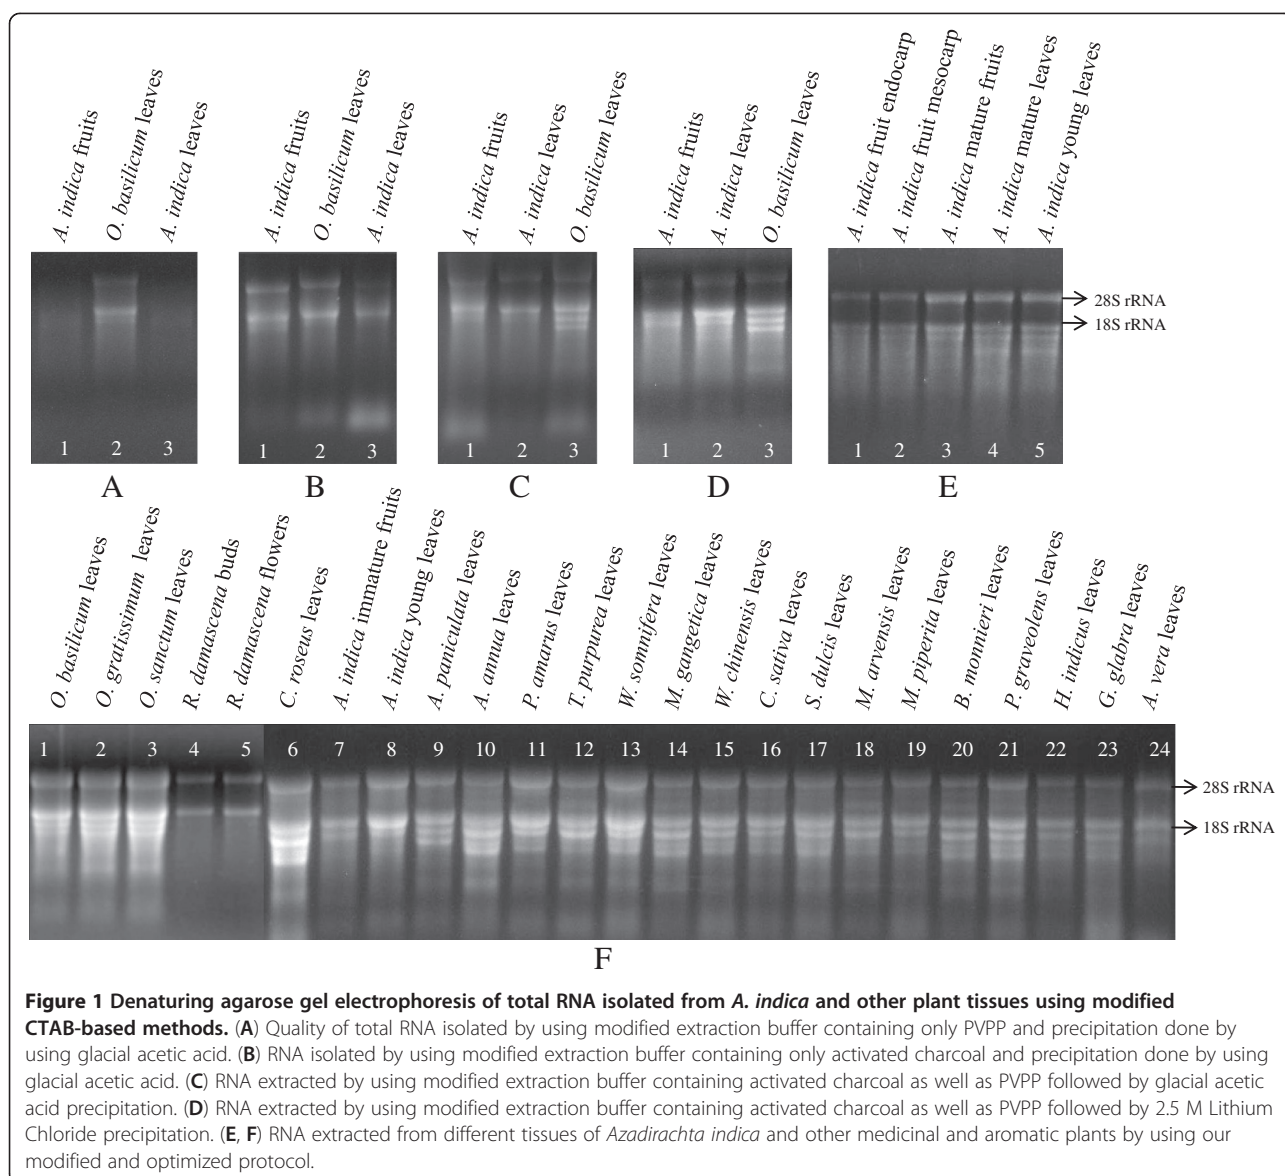 A. indica fruits
O. basilicum leaves
A. indica leaves
A. indica fruits
O. basilicum leaves
A. indica leaves
A. indica fruits
A. indica leaves
O. basilicum leaves
A. indica fruits
A. indica leaves
O. basilicum leaves
A. indica fruit endocarp
A. indica fruit mesocarp
A. indica mature fruits
A. indica mature leaves
A. indica young leaves
28S rRNA
18S rRNA
1 2 3
1 2 3
1 2 3
1 2 3
1 2 3 4 5
A B C D E
O. basilicum leaves
O. gratissimum leaves
O. sanctum leaves
R. damascena buds
R. damascena flowers
C. roseus leaves
A. indica immature fruits
A. indica young leaves
A. paniculata leaves
A. annua leaves
P. amarus leaves
T. purpurea leaves
W. somnifera leaves
M. gangetica leaves
W. chinensis leaves
C. sativa leaves
S. dulcis leaves
M. arvensis leaves
M. piperita leaves
B. monnieri leaves
P. graveolens leaves
H. indicus leaves
G. glabra leaves
A. vera leaves
1 2 3 4 5 6 7 8 9 10 11 12 13 14 15 16 17 18 19 20 21 22 23 24
28S rRNA
18S rRNA
F
Figure 1 Denaturing agarose gel electrophoresis of total RNA isolated from A. indica and other plant tissues using modified
CTAB-based methods. (A) Quality of total RNA isolated by using modified extraction buffer containing only PVPP and precipitation done by
using glacial acetic acid. (B) RNA isolated by using modified extraction buffer containing only activated charcoal and precipitation done by using
glacial acetic acid. (C) RNA extracted by using modified extraction buffer containing activated charcoal as well as PVPP followed by glacial acetic
acid precipitation. (D) RNA extracted by using modified extraction buffer containing activated charcoal as well as PVPP followed by 2.5 M Lithium
Chloride precipitation. (E, F) RNA extracted from different tissues of Azadirachta indica and other medicinal and aromatic plants by using our
modified and optimized protocol.